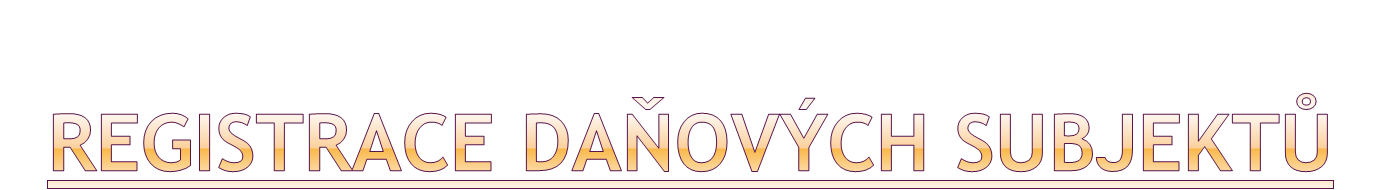 REGISTRACE DAŇOVÝCH SUBJEKTŮ